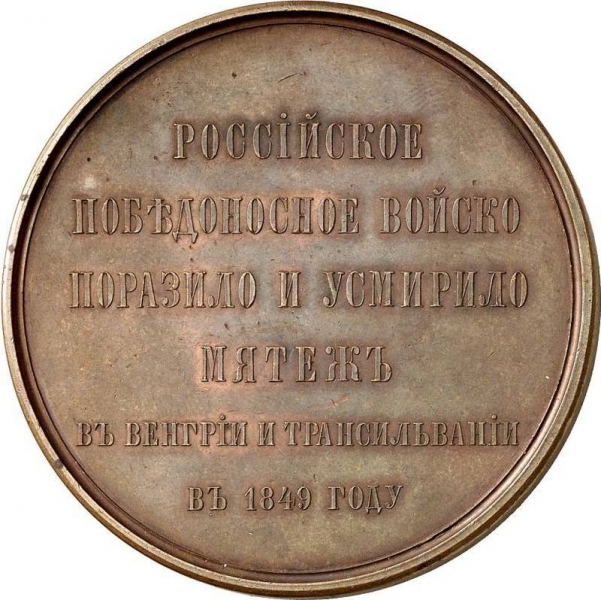 РОССІЙСКОЕ
ПОБѢДОНОСНОЕ ВОЙСКО
ПОРАЗИЛО И УСМИРИЛО
МЯТЕЖЪ
ВЪ ВЕНГРІИ И ТРАНСИЛЬВАНІИ
ВЪ 1849 ГОДУ